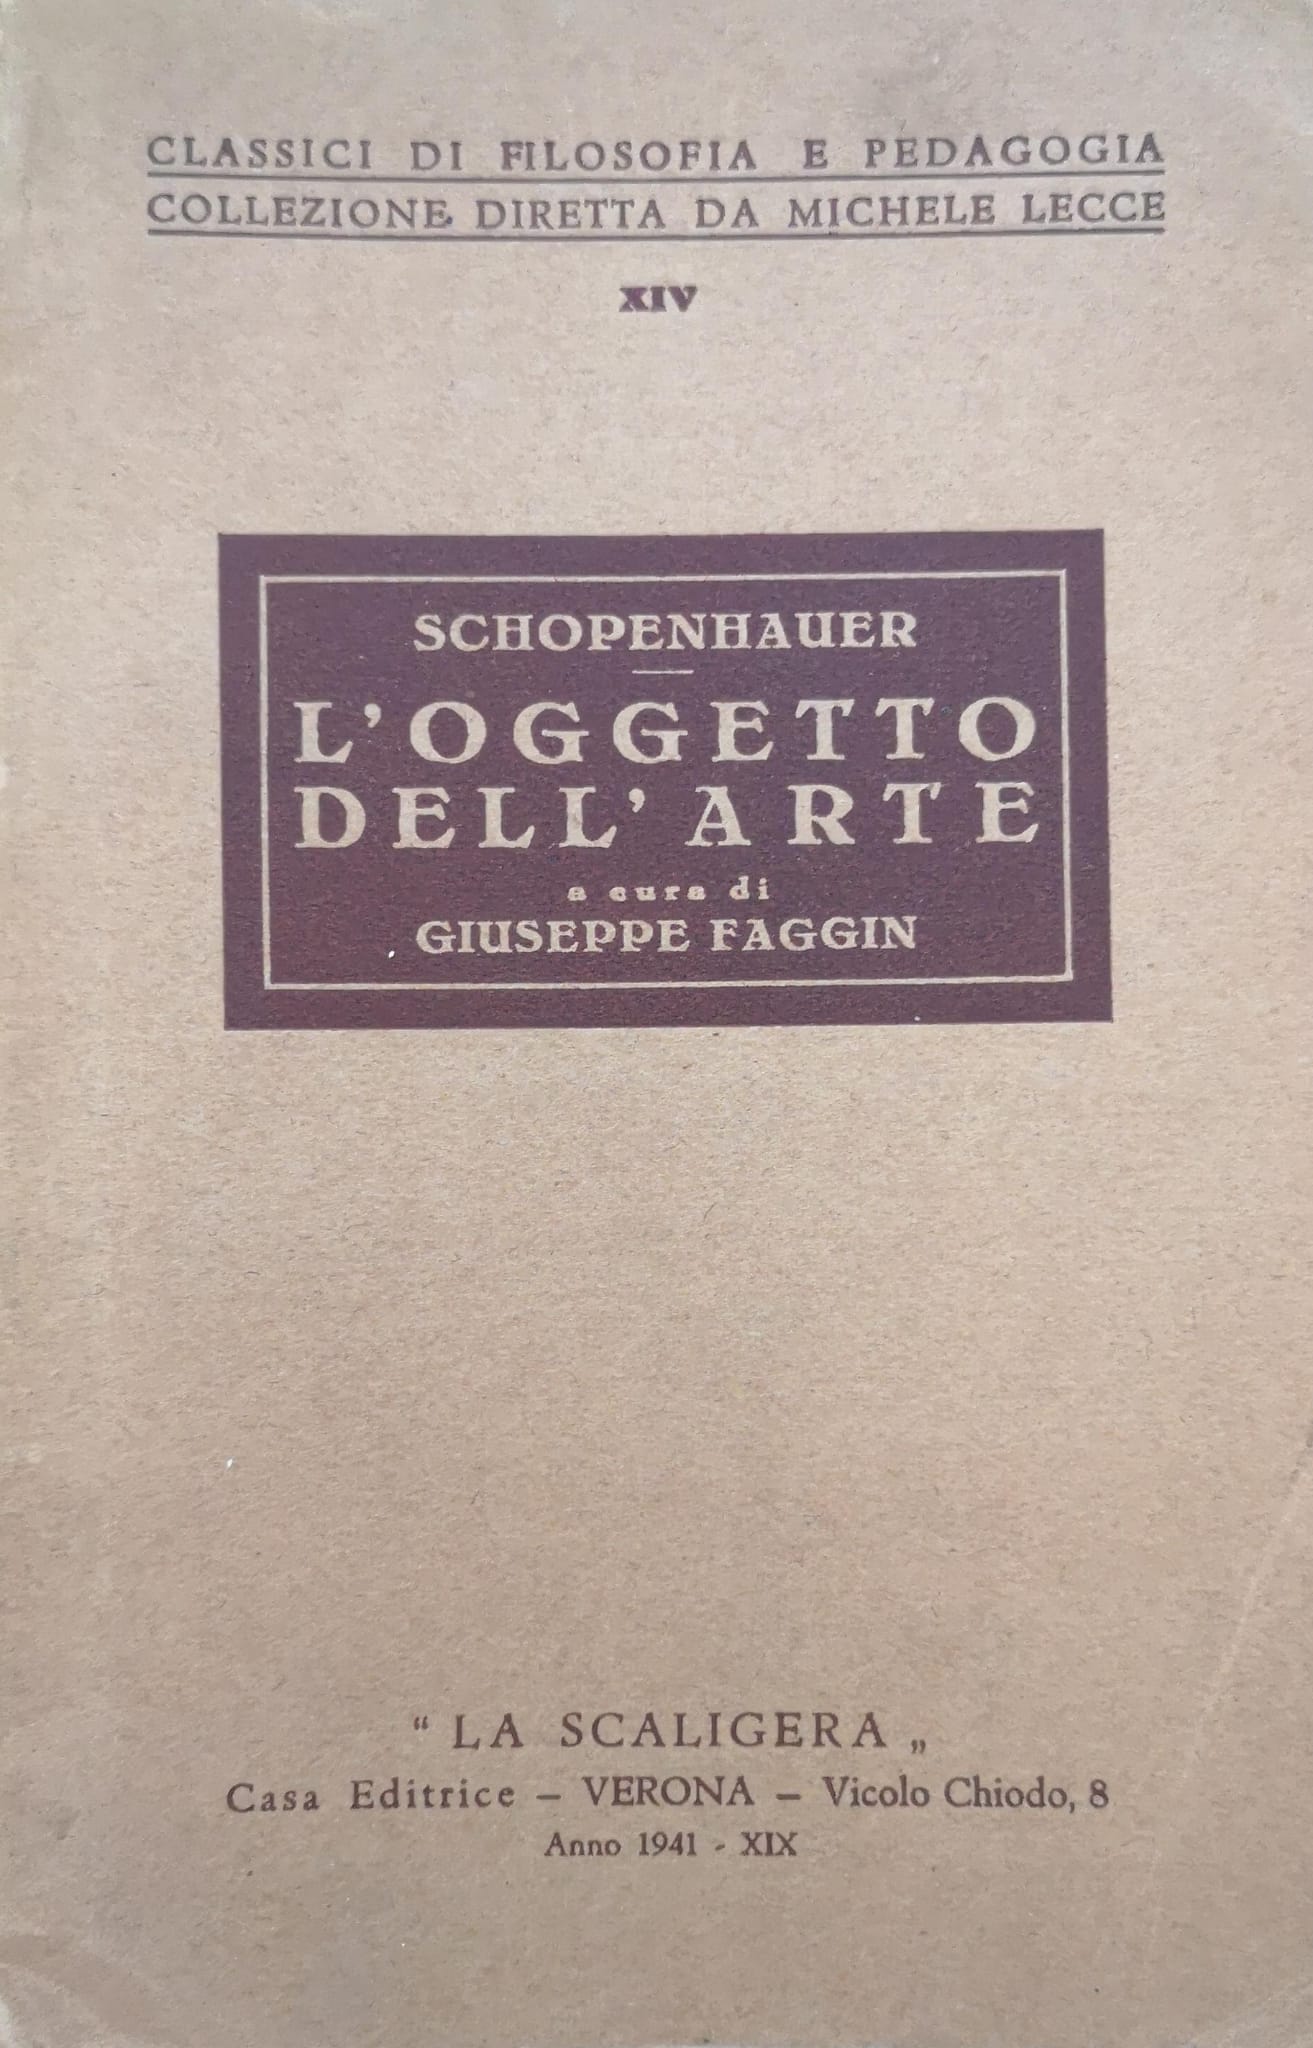 CLASSICI DI FILOSOFIA E PEDAGOGIA
COLLEZIONE DIRETTA DA MICHELE LECCE
XIV
SCHOPENHAUER
L'OGGETTO
DELL'ARTE
a cura di
GIUSEPPE FAGGIN
“ LA SCALIGERA „
Casa Editrice – VERONA – Vicolo Chiodo, 8
Anno 1941 - XIX